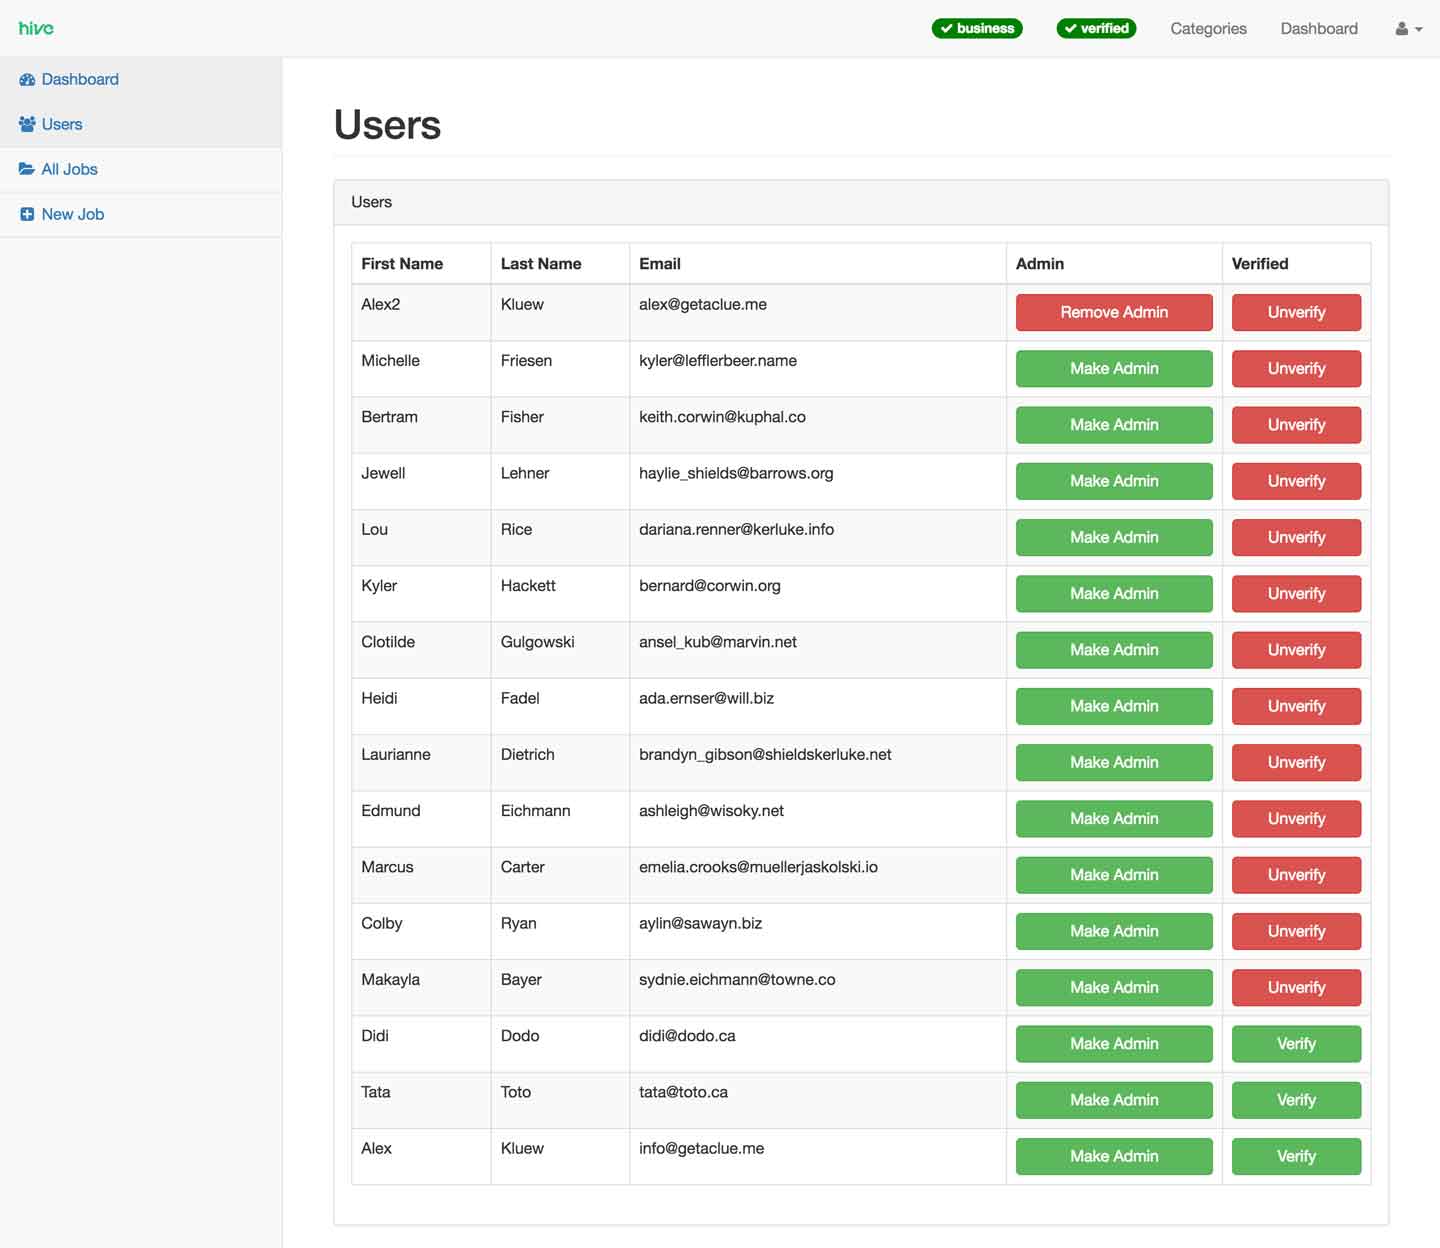 hive
business verified Categories Dashboard
Dashboard
Users
All Jobs
New Job
Users
Users
First Name Last Name Email Admin Verified
Alex2 Kluew alex@getaclue.me Remove Admin Unverify
Michelle Friesen kyler@lefflerbeer.name Make Admin Unverify
Bertram Fisher keith.corwin@kuphal.co Make Admin Unverify
Jewell Lehner haylie_shields@barrows.org Make Admin Unverify
Lou Rice dariana.renner@kerluke.info Make Admin Unverify
Kyler Hackett bernard@corwin.org Make Admin Unverify
Clotilde Gulgowski ansel_kub@marvin.net Make Admin Unverify
Heidi Fadel ada.ernser@will.biz Make Admin Unverify
Laurianne Dietrich brandyn_gibson@shieldskerluke.net Make Admin Unverify
Edmund Eichmann ashleigh@wisoky.net Make Admin Unverify
Marcus Carter emelia.crooks@muellerjaskolski.io Make Admin Unverify
Colby Ryan aylin@sawayn.biz Make Admin Unverify
Makayla Bayer sydnie.eichmann@towne.co Make Admin Unverify
Didi Dodo didi@dodo.ca Make Admin Verify
Tata Toto tata@toto.ca Make Admin Verify
Alex Kluew info@getaclue.me Make Admin Verify